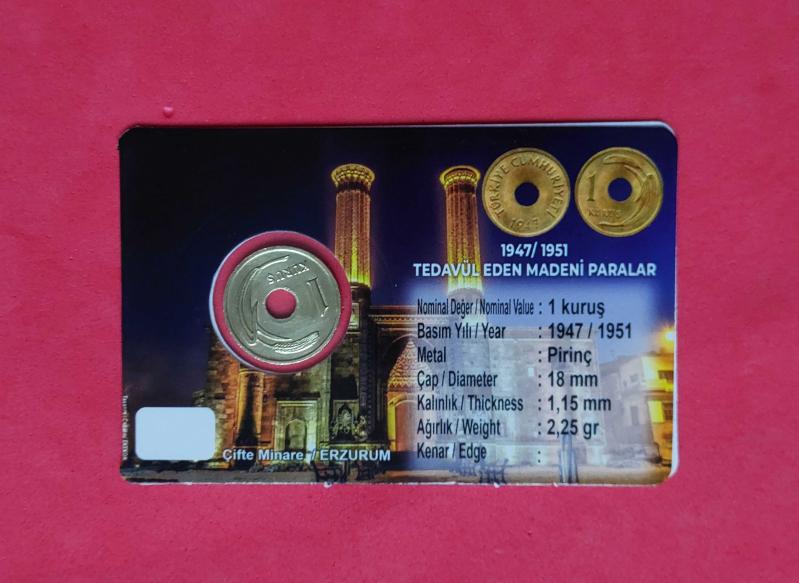 TÜRKİYE CUMHURİYETİ
1947
1
KURUŞ
1947/ 1951
TEDAVÜL EDEN MADENİ PARALAR
Nominal Değer / Nominal Value : 1 kuruş
Basım Yılı / Year : 1947 / 1951
Metal : Pirinç
Çap / Diameter : 18 mm
Kalınlık / Thickness : 1,15 mm
Ağırlık / Weight : 2,25 gr
Kenar / Edge :
1
KURUŞ
Çifte Minare / ERZURUM